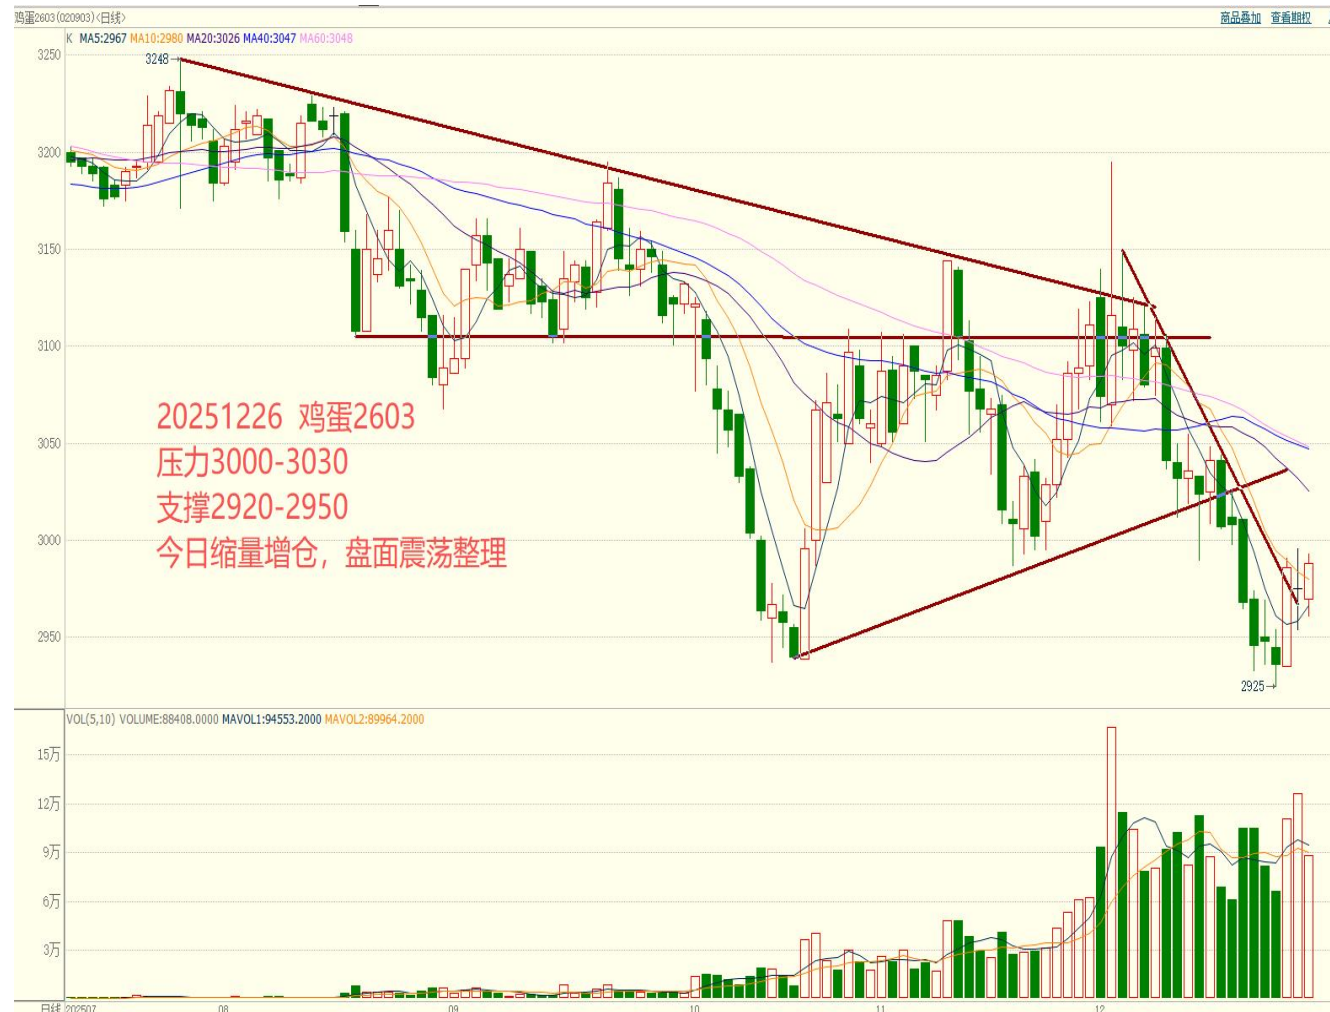 鸡蛋2603(020903)<日线>
商品叠加 查看期权
K MA5:2967 MA10:2980 MA20:3026 MA40:3047 MA60:3048
3250
3248
3200
3150
3100
20251226 鸡蛋2603
3050
压力3000-3030
支撑2920-2950
3000
今日缩量增仓，盘面震荡整理
2950
2925
VOL(5,10) VOLUME:88408.0000 MAVOL1:94553.2000 MAVOL2:89964.2000
15万
12万
9万
6万
3万
日线 202507 08 09 10 11 12